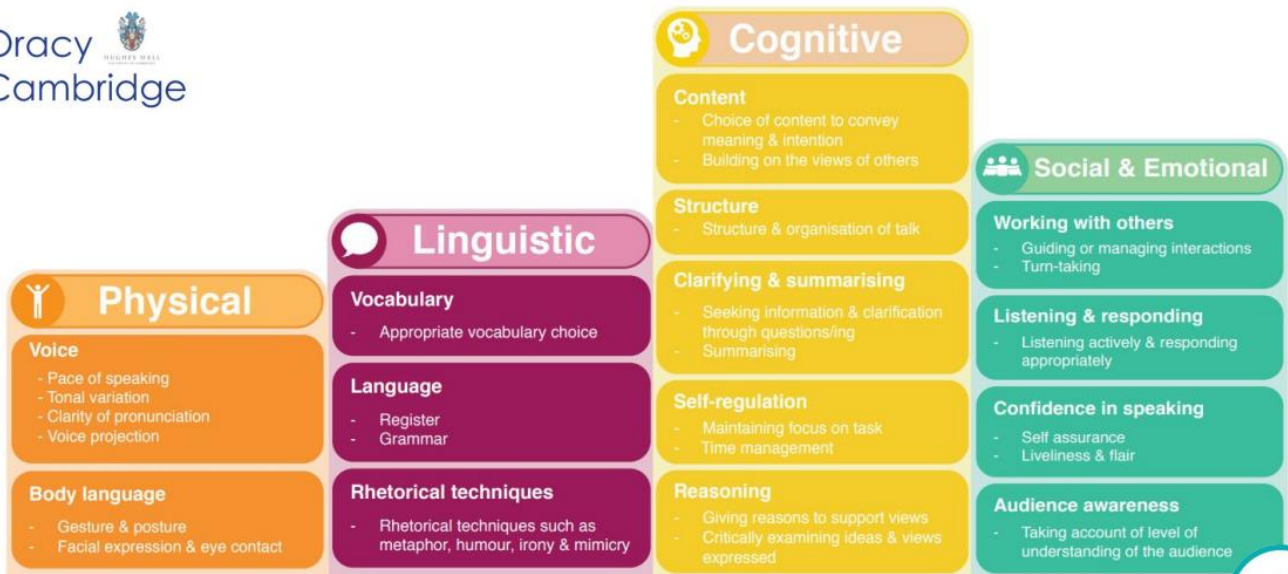 Oracy
Cambridge
HUGHES HALL
Physical
Voice
- Pace of speaking
- Tonal variation
- Clarity of pronunciation
- Voice projection
Body language
- Gesture & posture
- Facial expression & eye contact
Linguistic
Vocabulary
- Appropriate vocabulary choice
Language
- Register
- Grammar
Rhetorical techniques
- Rhetorical techniques such as
metaphor, humour, irony & mimicry
Cognitive
Content
- Choice of content to convey
meaning & intention
- Building on the views of others
Structure
- Structure & organisation of talk
Clarifying & summarising
- Seeking information & clarification
through questions/ing
- Summarising
Self-regulation
- Maintaining focus on task
- Time management
Reasoning
- Giving reasons to support views
- Critically examining ideas & views
expressed
Social & Emotional
Working with others
- Guiding or managing interactions
- Turn-taking
Listening & responding
- Listening actively & responding
appropriately
Confidence in speaking
- Self assurance
- Liveliness & flair
Audience awareness
- Taking account of level of
understanding of the audience